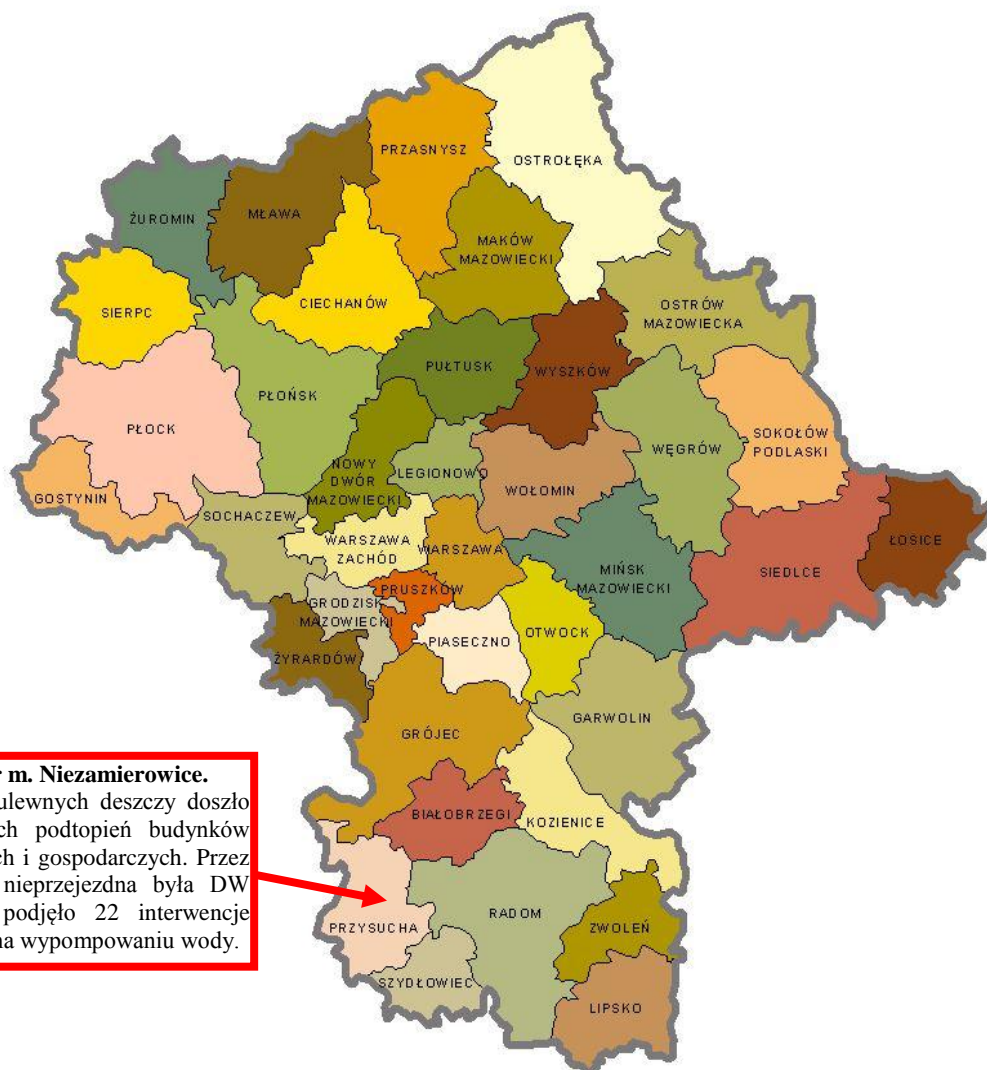 PRZASNYSZ
OSTROŁĘKA
ŻUROMIN
MŁAWA
MAKÓW
MAZOWIECKI
SIERPC
CIECHANÓW
OSTRÓW
MAZOWIECKA
PUŁTUSK
WYSZKÓW
PŁOŃSK
PŁOCK
SOKOŁÓW
PODLASKI
WĘGRÓW
NOWY
DWÓR
MAZOWIECKI
LEGIONOWO
WOŁOMIN
GOSTYNIN
SOCHACZEW
WARSZAWA
ZACHÓD
WARSZAWA
MIŃSK
MAZOWIECKI
SIEDLCE
ŁOSICE
PRUSZKÓW
GRODZISK
MAZOWIECKI
PIASECZNO
OTWOCK
ŻYRARDÓW
GARWOLIN
GRÓJEC
m. Niezamierowice.
ulewnych deszczy doszło
podtopień budynków
i gospodarczych. Przez
nieprzejezdna była DW
podjęło 22 interwencje
na wypompowaniu wody.
BIAŁOBRZEGI
KOZIENICE
RADOM
PRZYSUCHA
ZWOLEŃ
SZYDŁOWIEC
LIPSKO